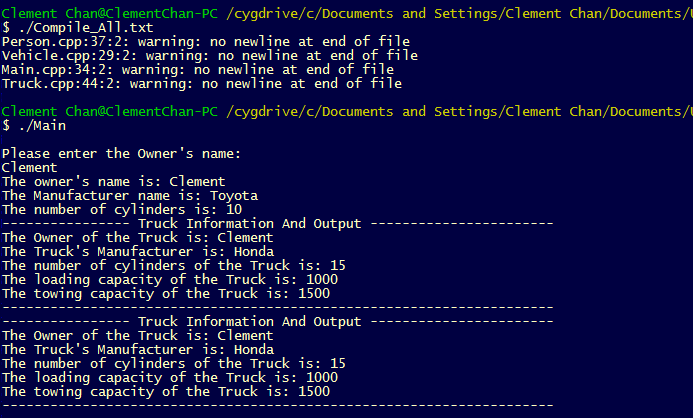 Clement Chan@ClementChan-PC /cygdrive/c/Documents and Settings/Clement Chan/Documents/
$ ./Compile_All.txt
Person.cpp:37:2: warning: no newline at end of file
Vehicle.cpp:29:2: warning: no newline at end of file
Main.cpp:34:2: warning: no newline at end of file
Truck.cpp:44:2: warning: no newline at end of file
Clement Chan@ClementChan-PC /cygdrive/c/Documents and Settings/Clement Chan/Documents/
$ ./Main
Please enter the Owner's name:
Clement
The owner's name is: Clement
The Manufacturer name is: Toyota
The number of cylinders is: 10
---------------- Truck Information And Output -----------------------
The Owner of the Truck is: Clement
The Truck's Manufacturer is: Honda
The number of cylinders of the Truck is: 15
The loading capacity of the Truck is: 1000
The towing capacity of the Truck is: 1500
---------------------------------------------------------------------
---------------- Truck Information And Output -----------------------
The Owner of the Truck is: Clement
The Truck's Manufacturer is: Honda
The number of cylinders of the Truck is: 15
The loading capacity of the Truck is: 1000
The towing capacity of the Truck is: 1500
---------------------------------------------------------------------